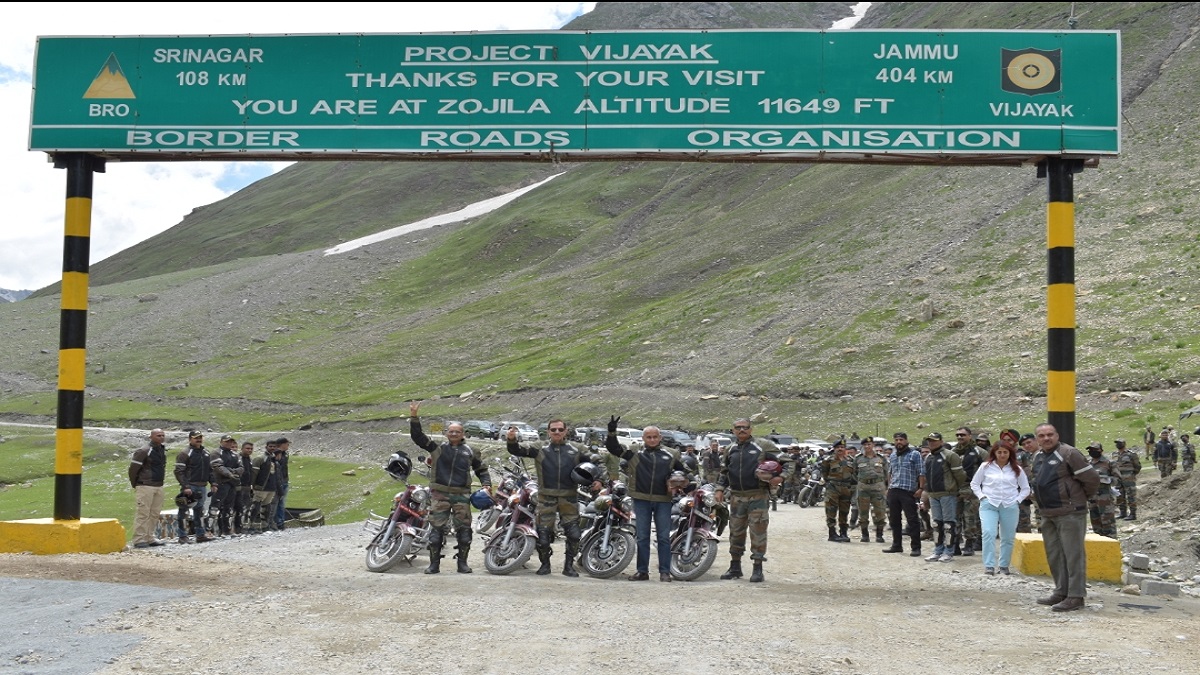 PROJECT VIJAYAK
SRINAGAR
108 KM
THANKS FOR YOUR VISIT
JAMMU
404 KM
BRO
YOU ARE AT ZOJILA ALTITUDE 11649 FT
VIJAYAK
BORDER ROADS ORGANISATION